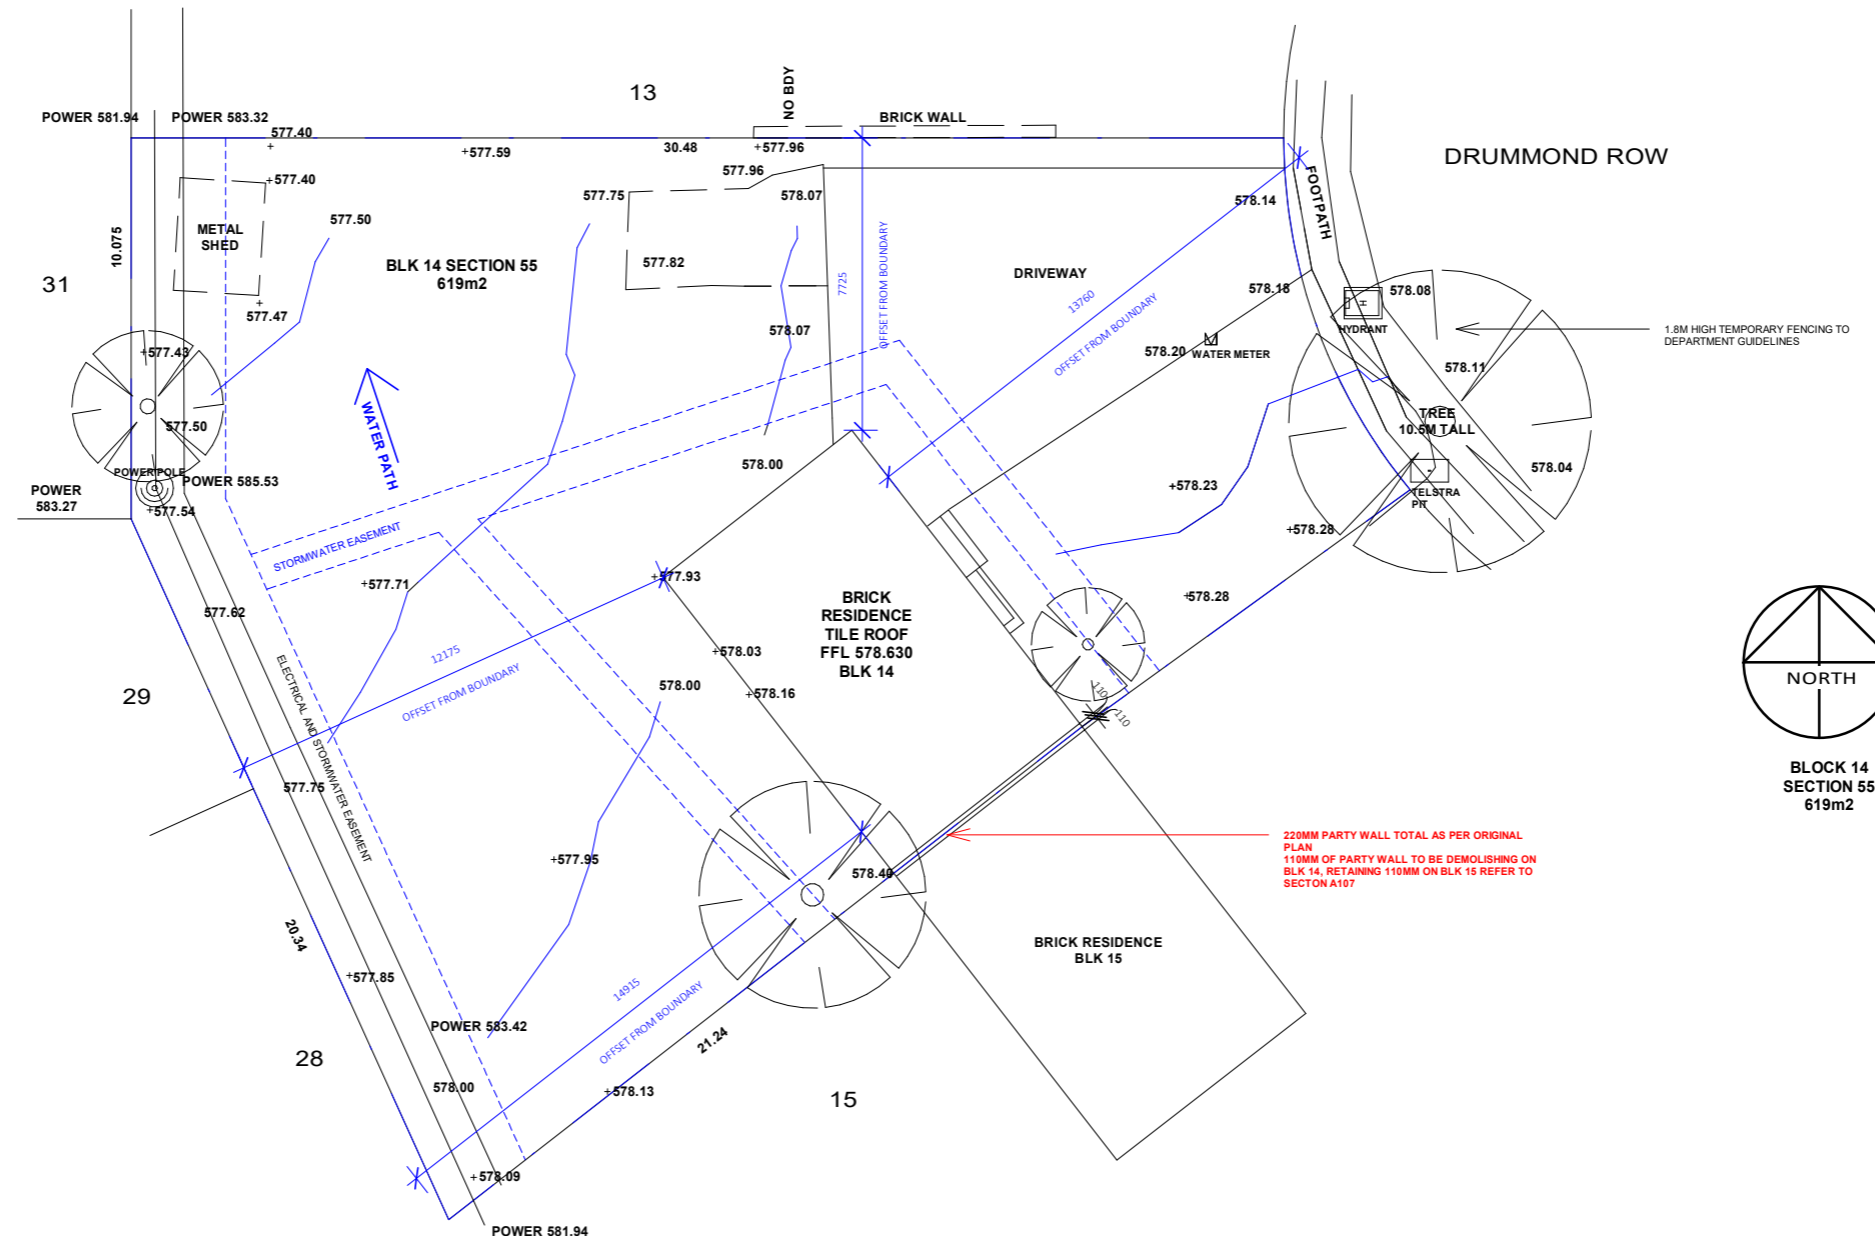 13
NO BDY
POWER 581.94
POWER 583.32
BRICK WALL
577.40
+577.59
30.48
+577.96
DRUMMOND ROW
577.96
+577.40
577.75
578.07
578.14
FOOTPATH
577.50
METAL
SHED
10.075
31
BLK 14 SECTION 55
619m2
577.82
7725
OFFSET FROM BOUNDARY
DRIVEWAY
13760
OFFSET FROM BOUNDARY
578.18
578.08
577.47
578.07
HYDRANT
1.8M HIGH TEMPORARY FENCING TO
DEPARTMENT GUIDELINES
+577.43
578.20
WATER METER
578.11
WATER PATH
577.50
TREE
10.5M TALL
POWER POLE
POWER 585.53
578.00
578.04
POWER
583.27
+577.54
+578.23
TELSTRA
PIT
STORMWATER EASEMENT
+578.28
+577.71
+577.93
BRICK
RESIDENCE
TILE ROOF
FFL 578.630
BLK 14
577.62
+578.28
12175
OFFSET FROM BOUNDARY
+578.03
ELECTRICAL AND STORMWATER EASEMENT
29
578.00
+578.16
110
110
NORTH
577.75
BLOCK 14
SECTION 55
619m2
220MM PARTY WALL TOTAL AS PER ORIGINAL
PLAN
110MM OF PARTY WALL TO BE DEMOLISHING ON
BLK 14, RETAINING 110MM ON BLK 15 REFER TO
SECTON A107
+577.95
578.40
20.34
BRICK RESIDENCE
BLK 15
+577.85
14915
OFFSET FROM BOUNDARY
POWER 583.42
21.24
28
578.00
+578.13
15
+578.09
POWER 581.94